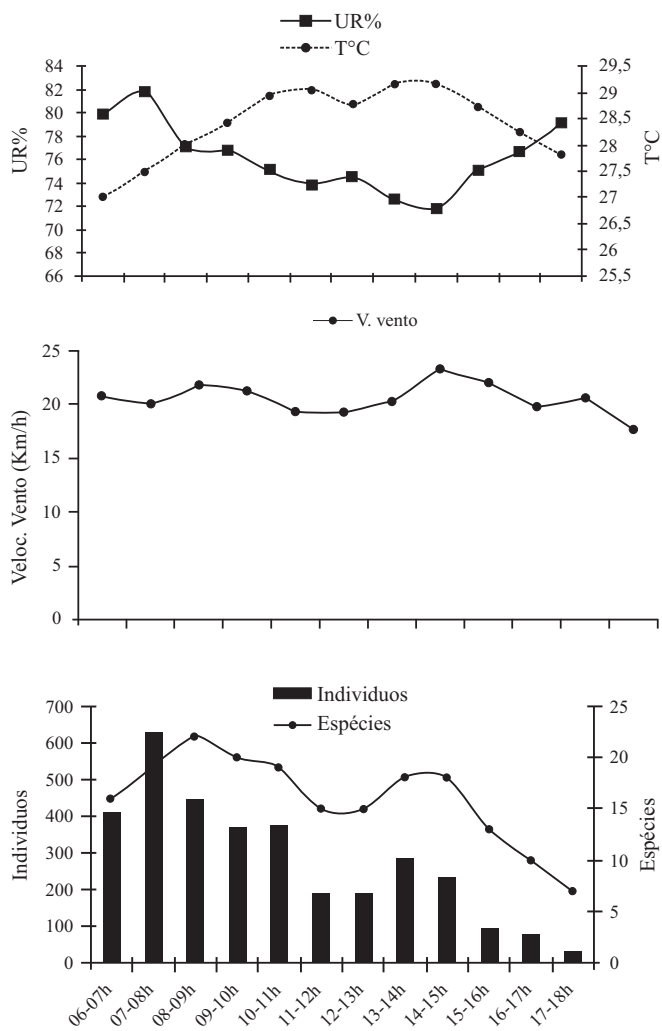 UR%
T°C
84
82
80
78
76
74
72
70
68
66
UR%
29,5
29
28,5
28
27,5
27
26,5
26
25,5
T°C
V. vento
25
20
15
10
5
0
Veloc. Vento (Km/h)
Individuos
Espécies
700
600
500
400
300
200
100
0
Individuos
25
20
15
10
5
0
Espécies
06-07h
07-08h
08-09h
09-10h
10-11h
11-12h
12-13h
13-14h
14-15h
15-16h
16-17h
17-18h